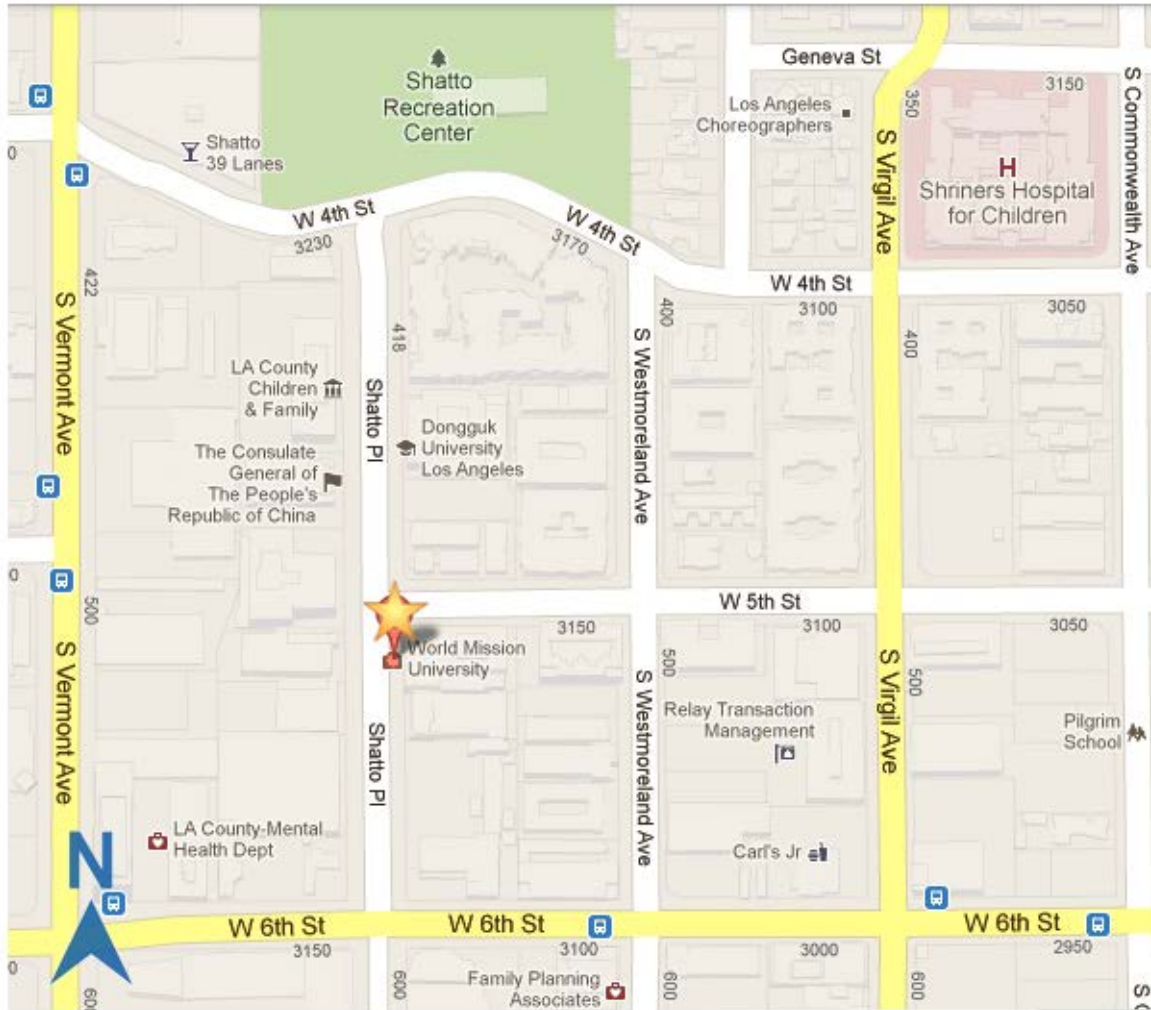 Geneva St
3150
Shatto
Recreation
Center
Los Angeles
Choreographers
350
S Virgil Ave
S Commonwealth Ave
Shatto
39 Lanes
0
H
Shriners Hospital
for Children
W 4th St
3230
W 4th St
3170
W 4th St
3100
3050
422
S Vermont Ave
418
400
400
S Westmoreland Ave
LA County
Children
& Family
Shatto Pl
Dongguk
University
Los Angeles
The Consulate
General of
The People's
Republic of China
0
500
W 5th St
3150
3100
3050
World Mission
University
500
500
S Vermont Ave
Shatto Pl
S Westmoreland Ave
S Virgil Ave
Relay Transaction
Management
Pilgrim
School
LA County-Mental
Health Dept
Carl's Jr
N
W 6th St
W 6th St
W 6th St
3150
3100
3000
2950
0
Family Planning
Associates
600
600
600
600